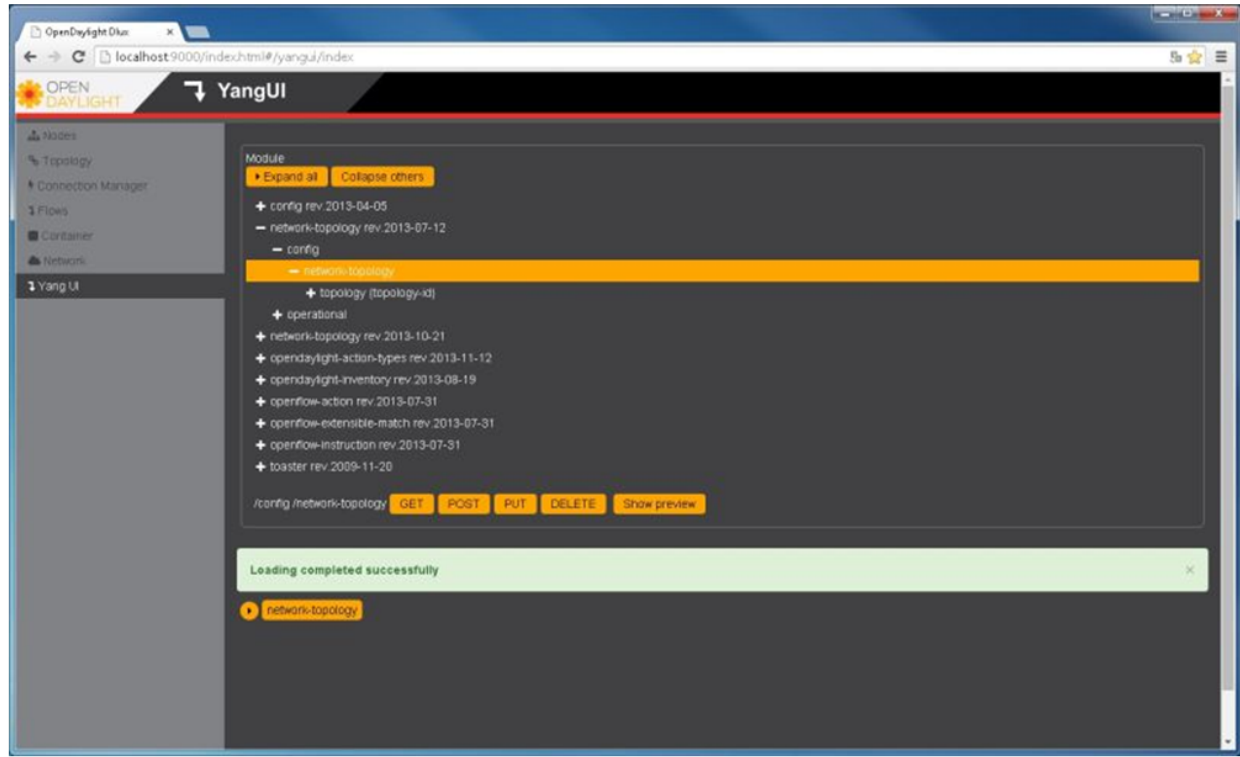 OpenDaylight Dlux
localhost:9000/index.html#/yangui/index
OPEN
DAYLIGHT
YangUI
Nodes
Topology
Connection Manager
Flows
Container
Network
Yang UI
Module
Expand all Collapse others
config rev.2013-04-05
network-topology rev.2013-07-12
config
network-topology
topology (topology-id)
operational
network-topology rev.2013-10-21
opendaylight-action-types rev.2013-11-12
opendaylight-inventory rev.2013-08-19
openflow-action rev.2013-07-31
openflow-extensible-match rev.2013-07-31
openflow-instruction rev.2013-07-31
toaster rev.2009-11-20
/config /network-topology GET POST PUT DELETE Show preview
Loading completed successfully
network-topology